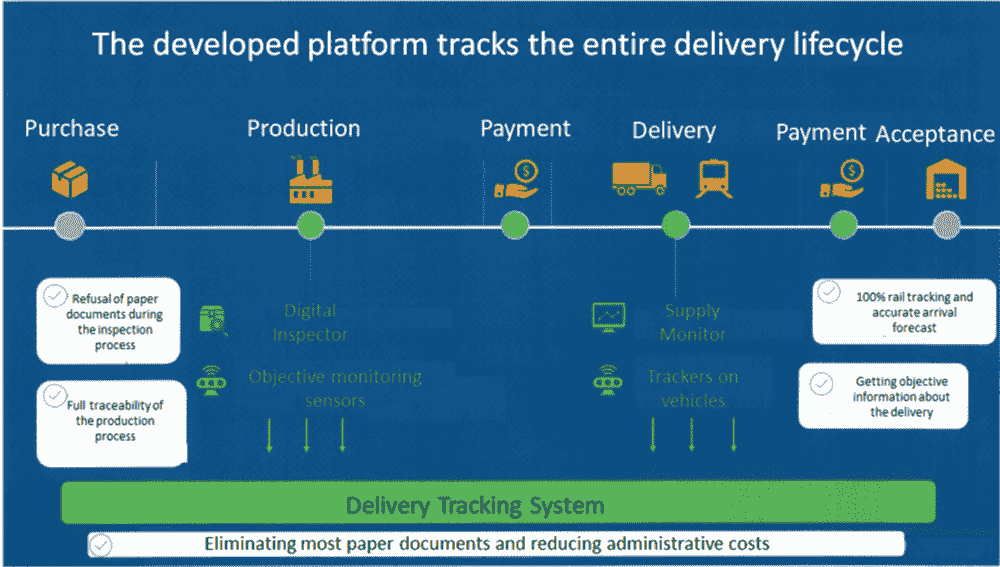 The developed platform tracks the entire delivery lifecycle
Purchase
Production
Payment
Delivery
Payment
Acceptance
$
$
Refusal of paper
documents during
the inspection
process
Full traceability of
the production
process
Digital
Inspector
Objective monitoring
sensors
Supply
Monitor
Trackers on
vehicles
100% rail tracking and
accurate arrival
forecast
Getting objective
information about
the delivery
Delivery Tracking System
Eliminating most paper documents and reducing administrative costs